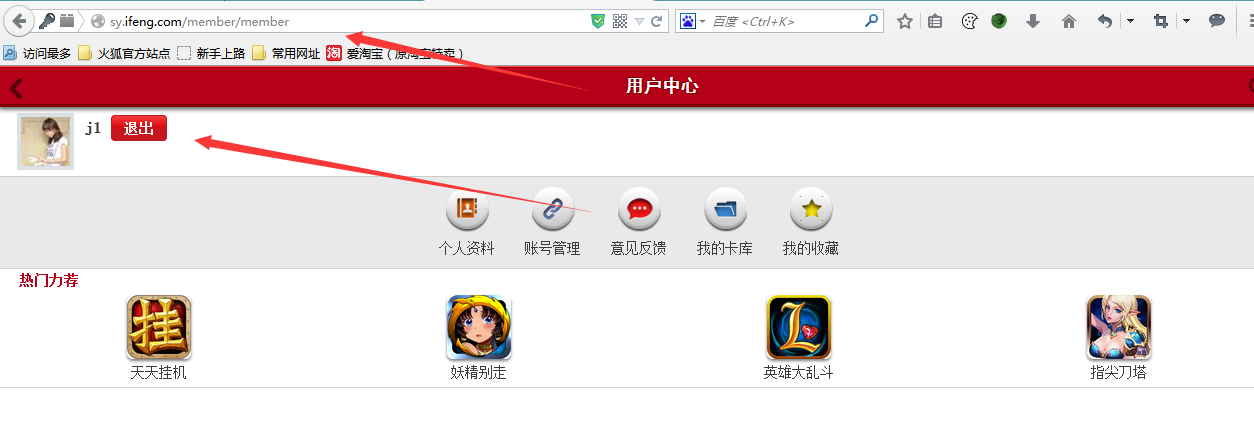 sy.ifeng.com/member/member
百度 <Ctrl+K>
访问最多 火狐官方站点 新手上路 常用网址 淘 爱淘宝（原淘宝特卖）
用户中心
j1 退出
个人资料 账号管理 意见反馈 我的卡库 我的收藏
热门力荐
挂 L
天天挂机 妖精别走 英雄大乱斗 指尖刀塔